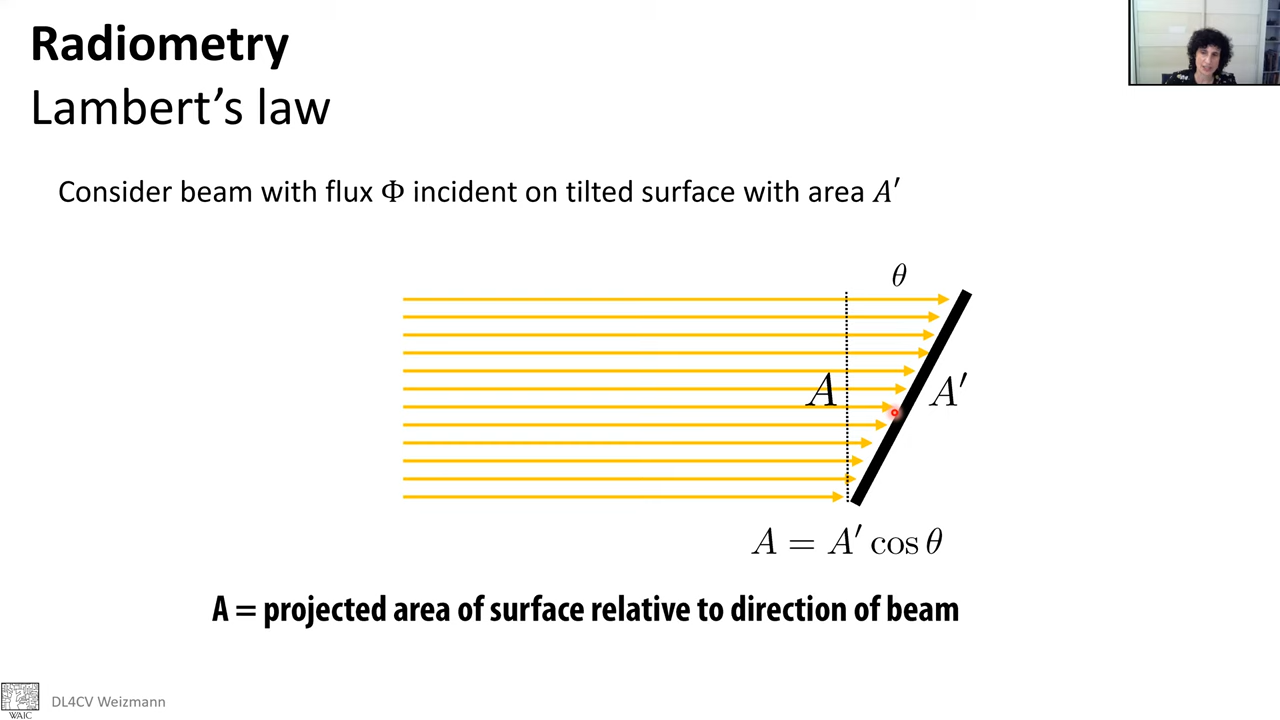 Radiometry
Lambert's law
Consider beam with flux Φ incident on tilted surface with area A′
θ
A
A′
A = A′ cos θ
A = projected area of surface relative to direction of beam
DL4CV Weizmann
WAIC